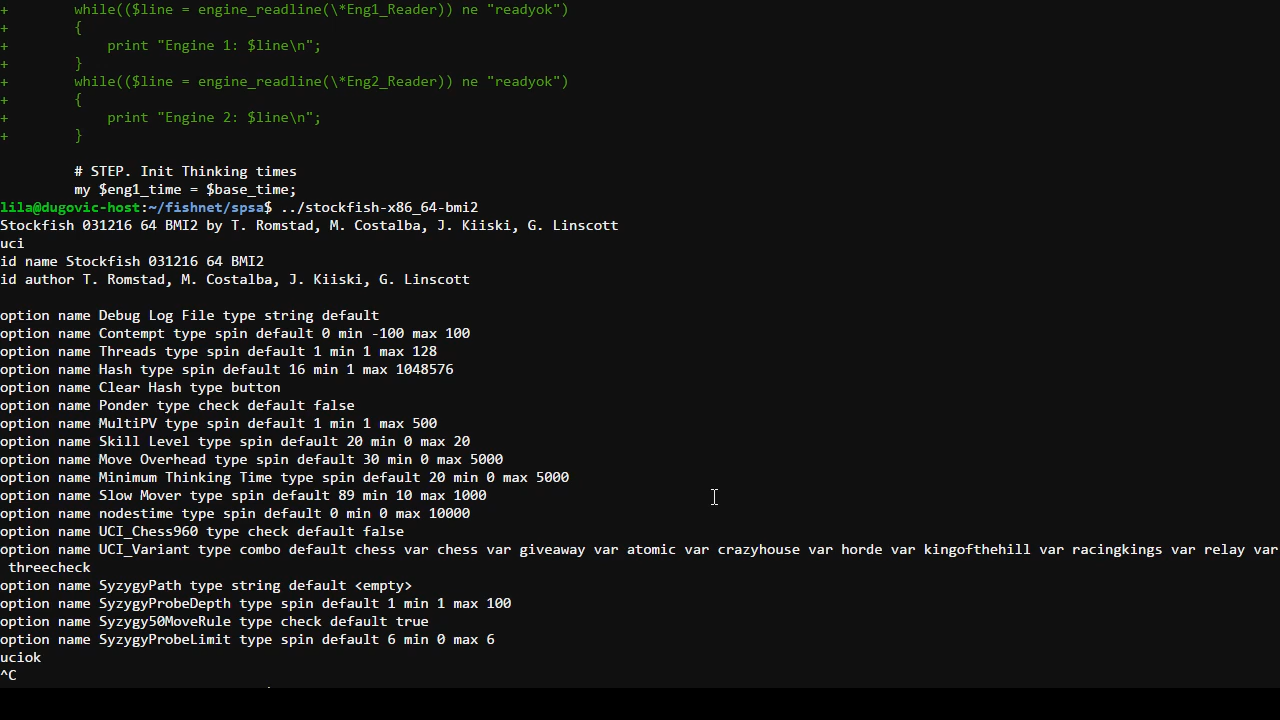 +        while(($line = engine_readline(\*Eng1_Reader)) ne "readyok")
+        {
+            print "Engine 1: $line\n";
+        }
+        while(($line = engine_readline(\*Eng2_Reader)) ne "readyok")
+        {
+            print "Engine 2: $line\n";
+        }
         # STEP. Init Thinking times
         my $eng1_time = $base_time;
lila@dugovic-host:~/fishnet/spsa$ ../stockfish-x86_64-bmi2
Stockfish 031216 64 BMI2 by T. Romstad, M. Costalba, J. Kiiski, G. Linscott
uci
id name Stockfish 031216 64 BMI2
id author T. Romstad, M. Costalba, J. Kiiski, G. Linscott
option name Debug Log File type string default
option name Contempt type spin default 0 min -100 max 100
option name Threads type spin default 1 min 1 max 128
option name Hash type spin default 16 min 1 max 1048576
option name Clear Hash type button
option name Ponder type check default false
option name MultiPV type spin default 1 min 1 max 500
option name Skill Level type spin default 20 min 0 max 20
option name Move Overhead type spin default 30 min 0 max 5000
option name Minimum Thinking Time type spin default 20 min 0 max 5000
option name Slow Mover type spin default 89 min 10 max 1000
option name nodestime type spin default 0 min 0 max 10000
option name UCI_Chess960 type check default false
option name UCI_Variant type combo default chess var chess var giveaway var atomic var crazyhouse var horde var kingofthehill var racingkings var relay var
 threecheck
option name SyzygyPath type string default <empty>
option name SyzygyProbeDepth type spin default 1 min 1 max 100
option name Syzygy50MoveRule type check default true
option name SyzygyProbeLimit type spin default 6 min 0 max 6
uciok
^C